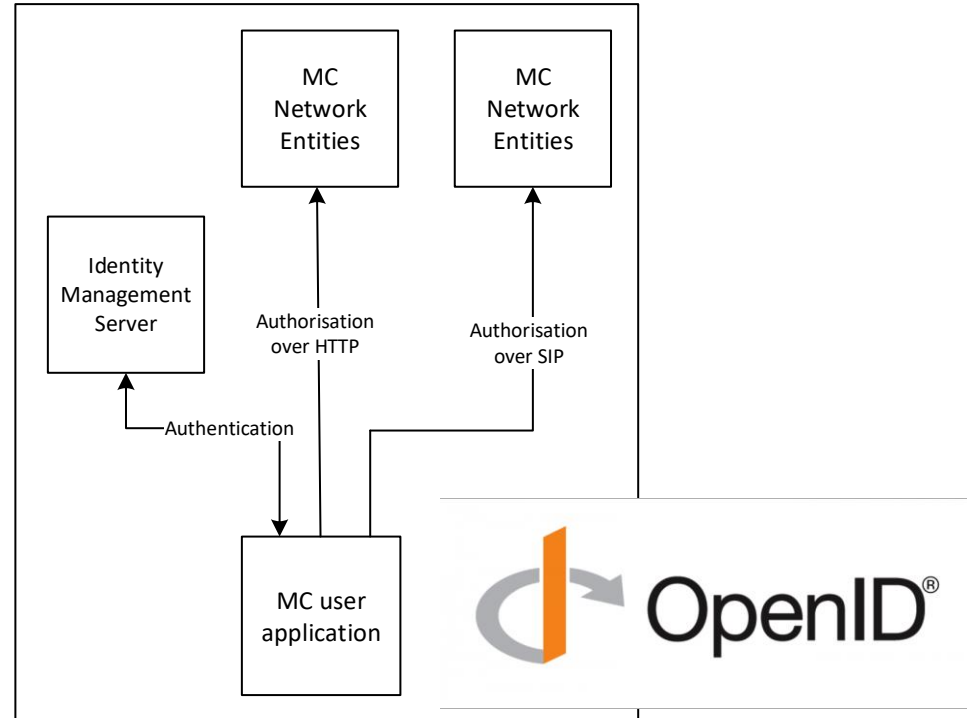 MC
Network
Entities
MC
Network
Entities
Identity
Management
Server
Authorisation
over HTTP
Authorisation
over SIP
Authentication
MC user
application
OpenID®